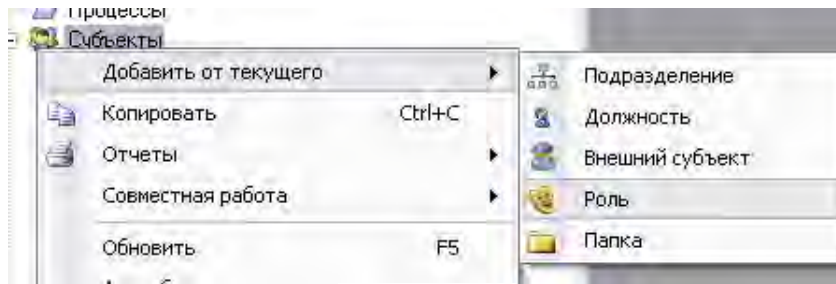 Процессы
Субъекты
Добавить от текущего
Копировать Ctrl+C
Отчеты
Совместная работа
Обновить F5
Подразделение
Должность
Внешний субъект
Роль
Папка